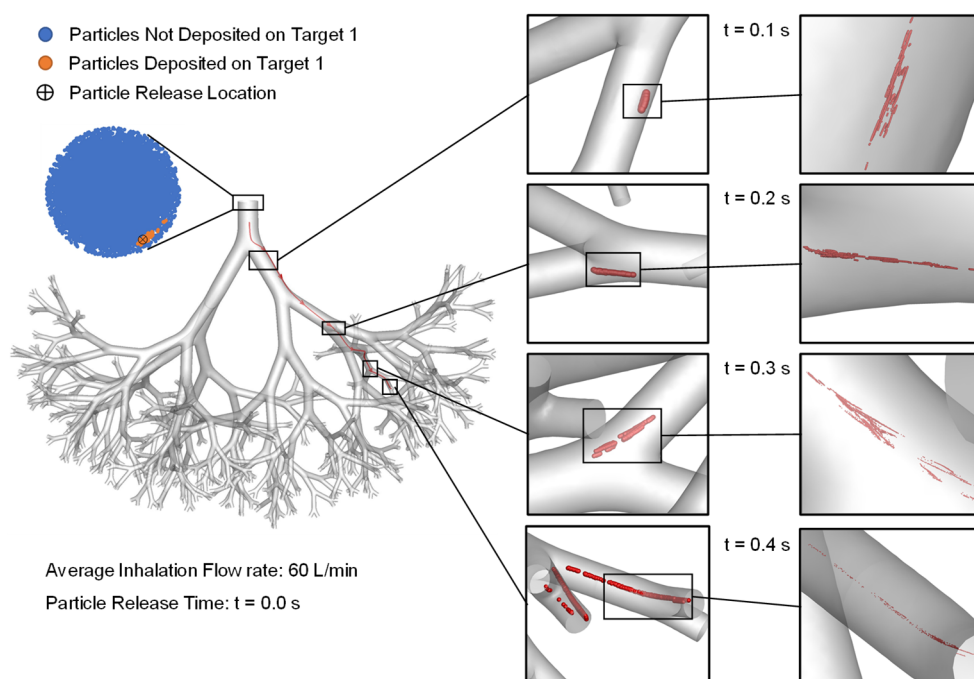 Particles Not Deposited on Target 1
Particles Deposited on Target 1
Particle Release Location
t = 0.1 s
t = 0.2 s
t = 0.3 s
t = 0.4 s
Average Inhalation Flow rate: 60 L/min
Particle Release Time: t = 0.0 s